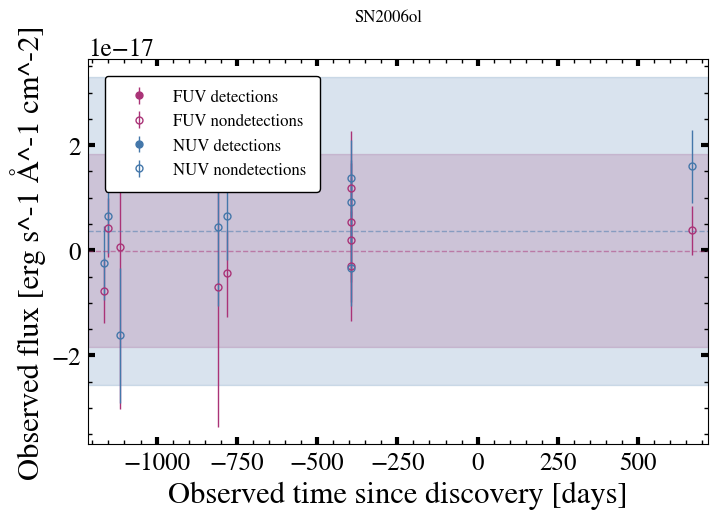 SN2006ol
1e−17
FUV detections
FUV nondetections
NUV detections
NUV nondetections
2
0
−2
Observed flux [erg s^-1 Å^-1 cm^-2]
−1000 −750 −500 −250 0 250 500
Observed time since discovery [days]